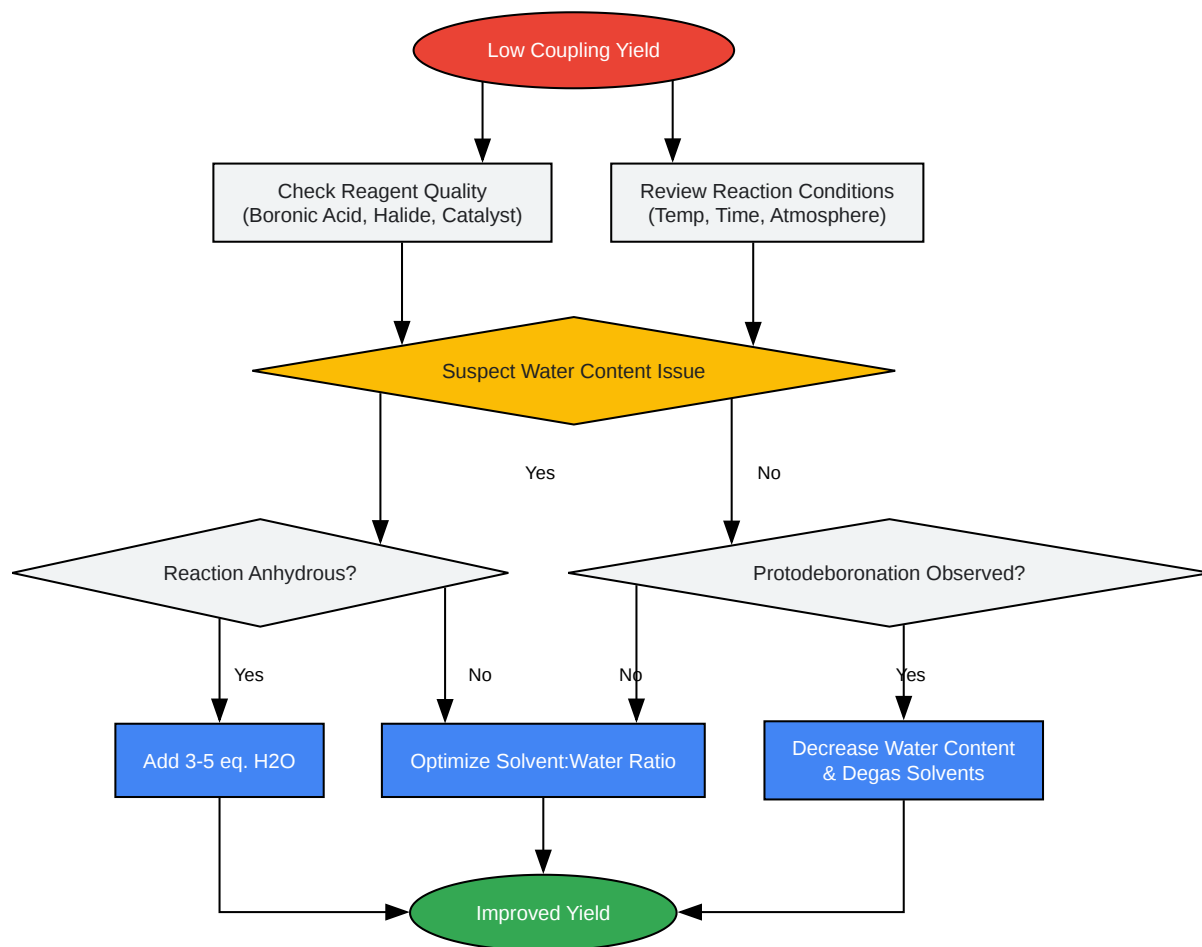 Low Coupling Yield
Check Reagent Quality
(Boronic Acid, Halide, Catalyst)
Review Reaction Conditions
(Temp, Time, Atmosphere)
Suspect Water Content Issue
Yes
No
Reaction Anhydrous?
Protodeboronation Observed?
Yes
No
No
Yes
Add 3-5 eq. H2O
Optimize Solvent:Water Ratio
Decrease Water Content
& Degas Solvents
Improved Yield